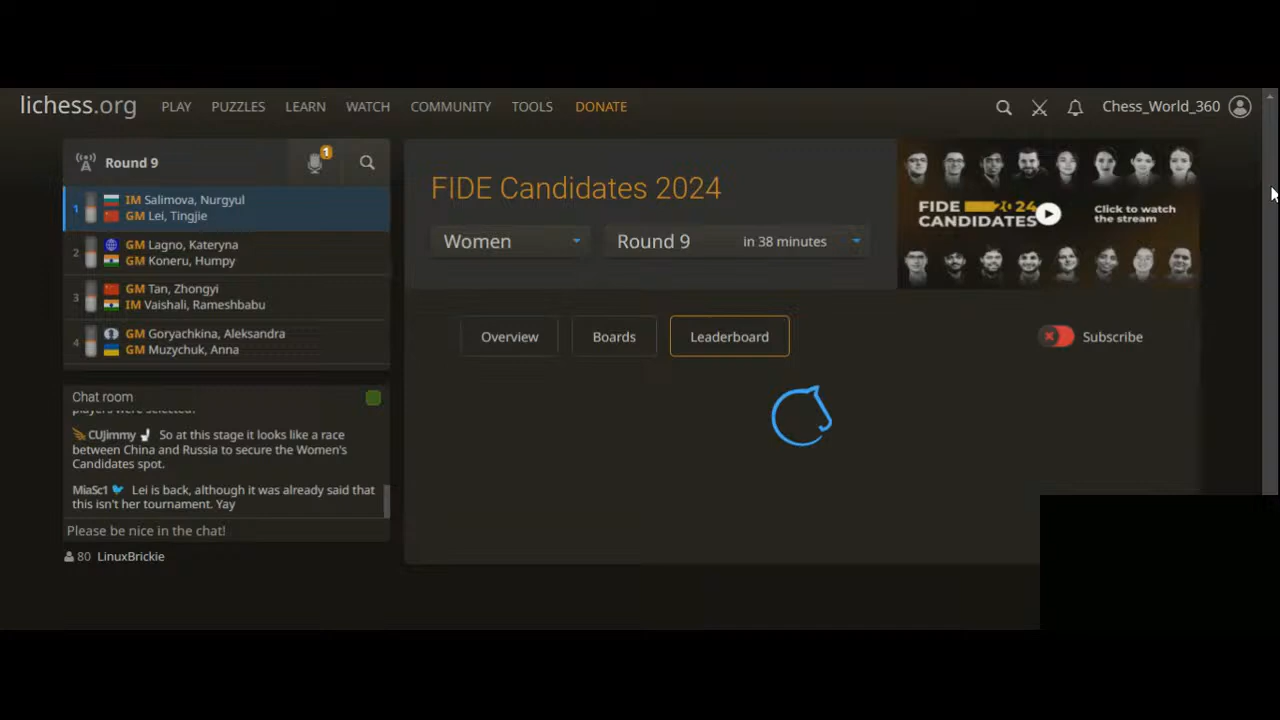 lichess.org PLAY PUZZLES LEARN WATCH COMMUNITY TOOLS DONATE Chess_World_360
Round 9 1
1 IM Salimova, Nurgyul
GM Lei, Tingjie
2 GM Lagno, Kateryna
GM Koneru, Humpy
3 GM Tan, Zhongyi
IM Vaishali, Rameshbabu
4 GM Goryachkina, Aleksandra
GM Muzychuk, Anna
Chat room
players were selected.
CUJimmy So at this stage it looks like a race
between China and Russia to secure the Women's
Candidates spot.
MiaSc1 Lei is back, although it was already said that
this isn't her tournament. Yay
Please be nice in the chat!
80 LinuxBrickie
FIDE Candidates 2024
Women Round 9 in 38 minutes
FIDE 24
CANDIDATES
Click to watch
the stream
Overview Boards Leaderboard Subscribe